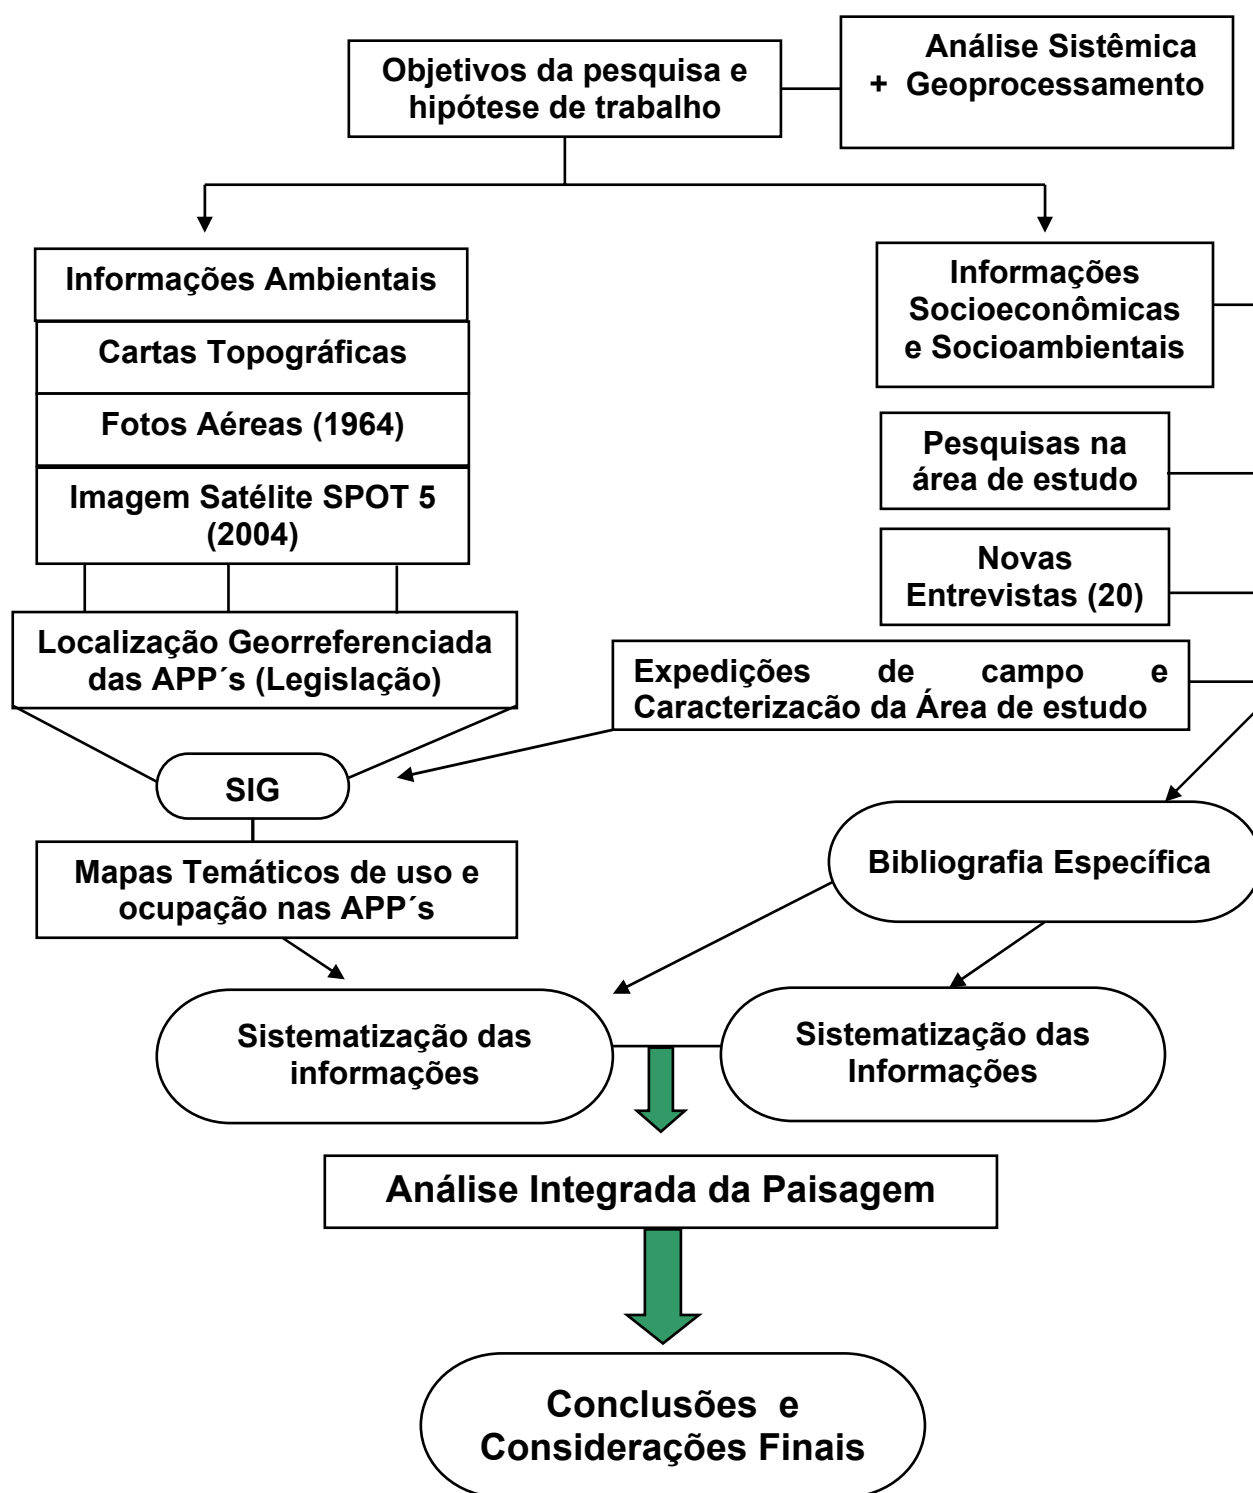 Análise Sistêmica
+ Geoprocessamento
Objetivos da pesquisa e
hipótese de trabalho
Informações Ambientais
Cartas Topográficas
Fotos Aéreas (1964)
Imagem Satélite SPOT 5
(2004)
Informações
Socioeconômicas
e Socioambientais
Pesquisas na
área de estudo
Novas
Entrevistas (20)
Localização Georreferenciada
das APP´s (Legislação)
Expedições de campo e
Caracterização da Área de estudo
SIG
Mapas Temáticos de uso e
ocupação nas APP´s
Bibliografia Específica
Sistematização das
informações
Sistematização das
Informações
Análise Integrada da Paisagem
Conclusões e
Considerações Finais